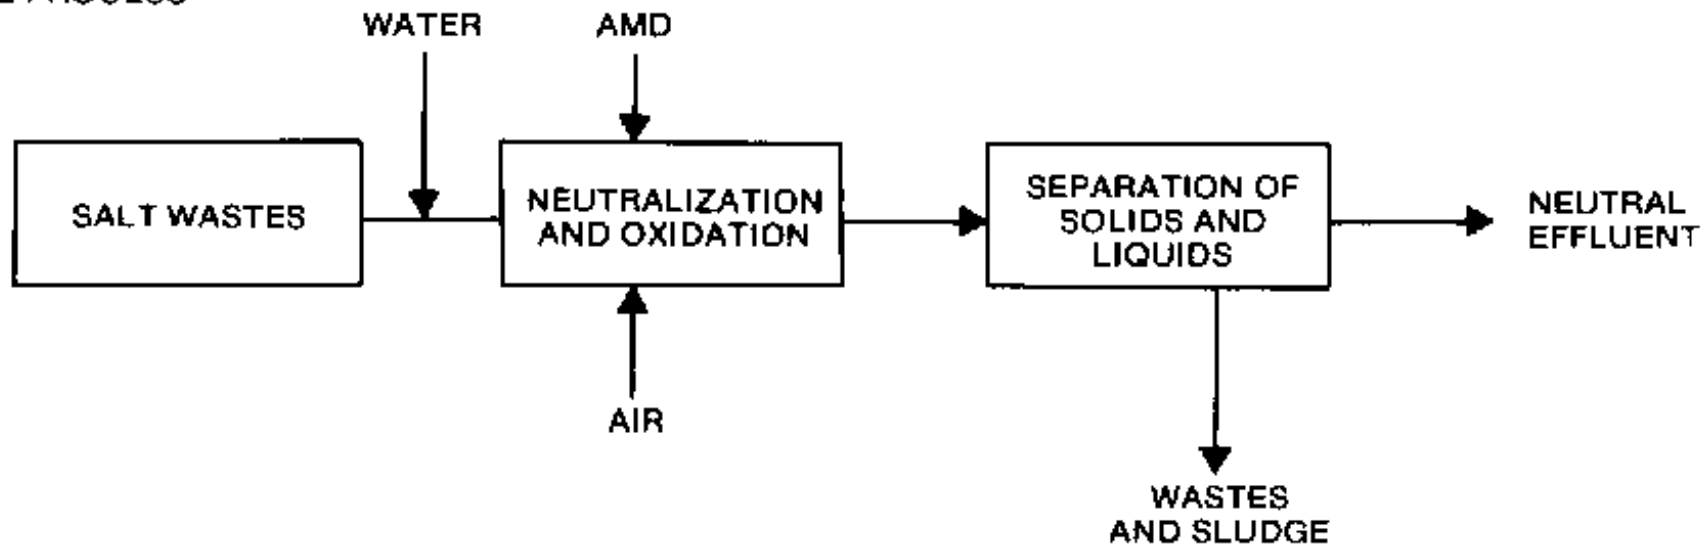 WATER
AMD
SALT WASTES
NEUTRALIZATION
AND OXIDATION
SEPARATION OF
SOLIDS AND
LIQUIDS
NEUTRAL
EFFLUENT
AIR
WASTES
AND SLUDGE